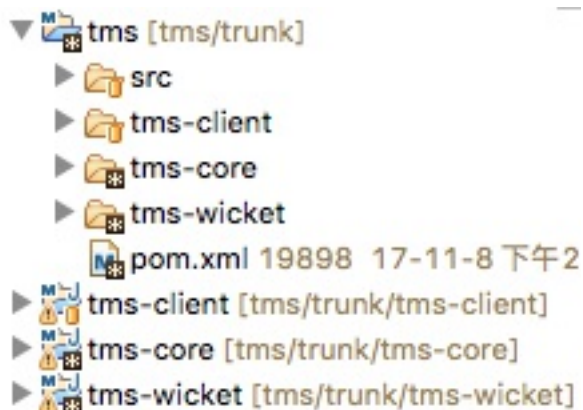 tms [tms/trunk]
src
tms-client
tms-core
tms-wicket
pom.xml 19898 17-11-8 下午2
tms-client [tms/trunk/tms-client]
tms-core [tms/trunk/tms-core]
tms-wicket [tms/trunk/tms-wicket]